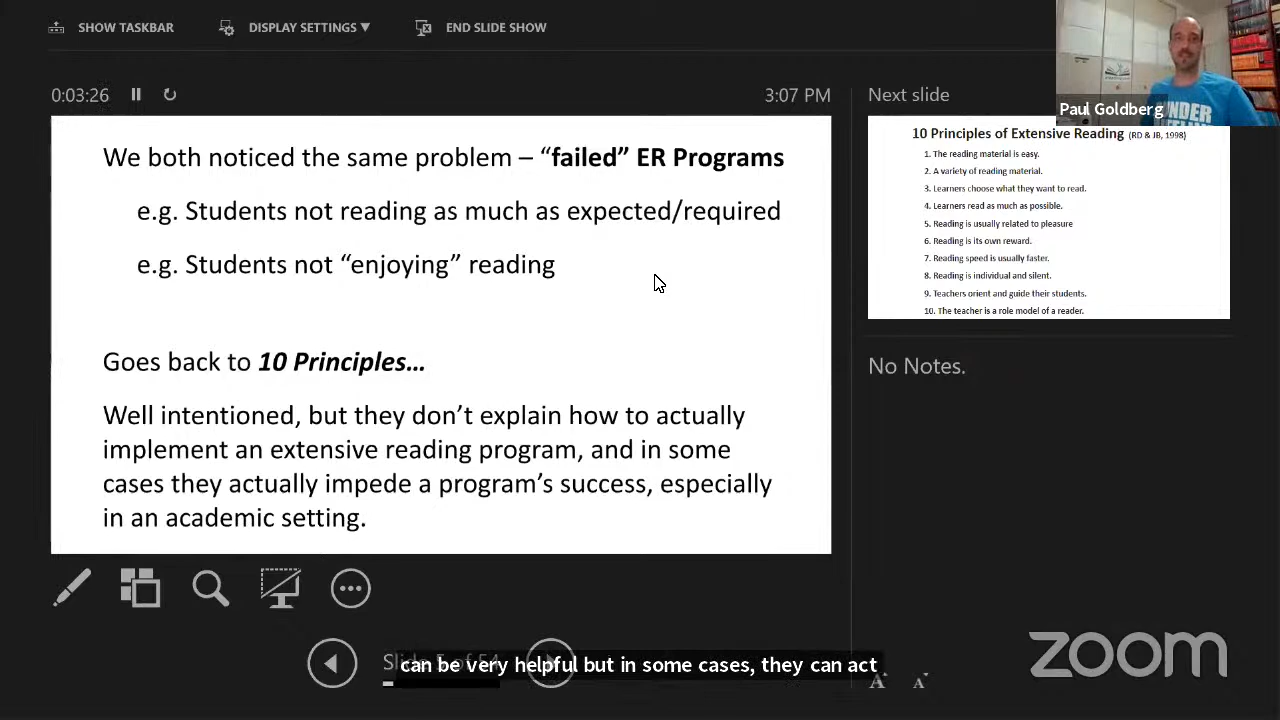 SHOW TASKBAR
DISPLAY SETTINGS ▼
END SLIDE SHOW
0:03:26
3:07 PM
Next slide
Paul Goldberg
UNDER
We both noticed the same problem – “failed” ER Programs
e.g. Students not reading as much as expected/required
e.g. Students not “enjoying” reading
Goes back to 10 Principles…
Well intentioned, but they don’t explain how to actually
implement an extensive reading program, and in some
cases they actually impede a program’s success, especially
in an academic setting.
10 Principles of Extensive Reading (RD & JB, 1998)
1. The reading material is easy.
2. A variety of reading material.
3. Learners choose what they want to read.
4. Learners read as much as possible.
5. Reading is usually related to pleasure
6. Reading is its own reward.
7. Reading speed is usually faster.
8. Reading is individual and silent.
9. Teachers orient and guide their students.
10. The teacher is a role model of a reader.
No Notes.
can be very helpful but in some cases, they can act
A A
zoom